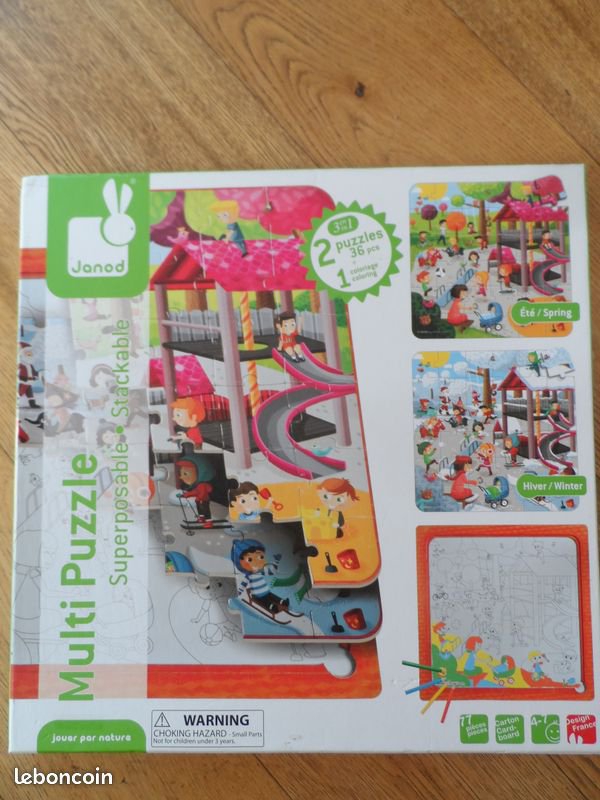 Janod
®
3 en 1
in
2 puzzles
36 pcs
+
1 coloriage
coloring
Été / Spring
Hiver / Winter
Multi Puzzle
Superposable • Stackable
jouer par nature
WARNING
CHOKING HAZARD - Small Parts
Not for children under 3 years.
77
pièces
pieces
Carton
Card-
board
4-7
Design
France
leboncoin